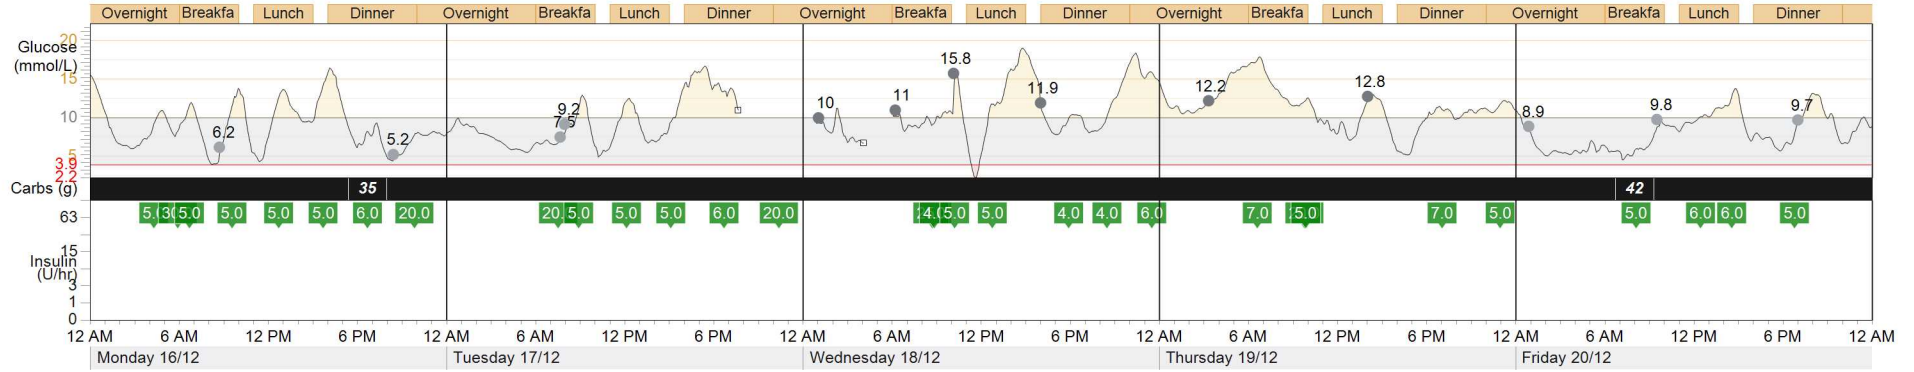 Overnight Breakfa Lunch Dinner Overnight Breakfa Lunch Dinner Overnight Breakfa Lunch Dinner Overnight Breakfa Lunch Dinner Overnight Breakfa Lunch Dinner
20
Glucose
(mmol/L)
15
10
5
3.9
2.2
6.2 5.2 9.2 7.5 10 11 15.8 11.9 12.2 12.8 8.9 9.8 9.7
Carbs (g) 35 42
63
5.0 30 5.0 5.0 5.0 5.0 6.0 20.0 20. 5.0 5.0 5.0 6.0 20.0 4.0 5.0 5.0 4.0 4.0 6.0 7.0 5.0 7.0 5.0 5.0 6.0 6.0 5.0
15
Insulin
(U/hr)
3
1
0
12 AM 6 AM 12 PM 6 PM 12 AM 6 AM 12 PM 6 PM 12 AM 6 AM 12 PM 6 PM 12 AM 6 AM 12 PM 6 PM 12 AM 6 AM 12 PM 6 PM 12 AM
Monday 16/12 Tuesday 17/12 Wednesday 18/12 Thursday 19/12 Friday 20/12